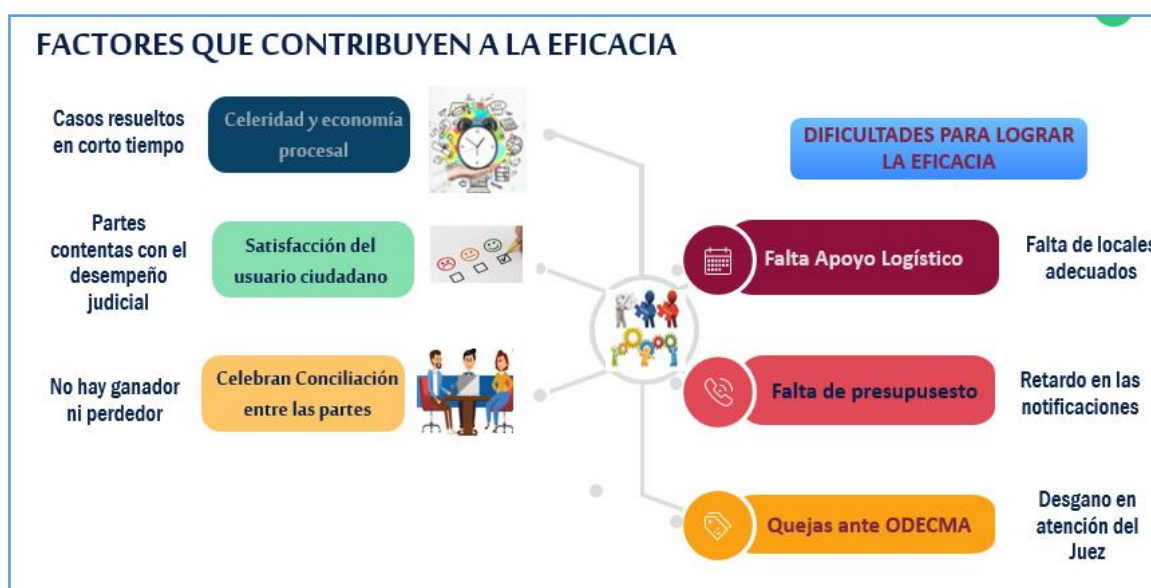 FACTORES QUE CONTRIBUYEN A LA EFICACIA
Casos resueltos
en corto tiempo
Celeridad y economía
procesal
Partes
contentas con el
desempeño
judicial
Satisfacción del
usuario ciudadano
No hay ganador
ni perdedor
Celebran Conciliación
entre las partes
DIFICULTADES PARA LOGRAR
LA EFICACIA
Falta Apoyo Logístico
Falta de locales
adecuados
Falta de presupusesto
Retardo en las
notificaciones
Quejas ante ODECMA
Desgano en
atención del
Juez